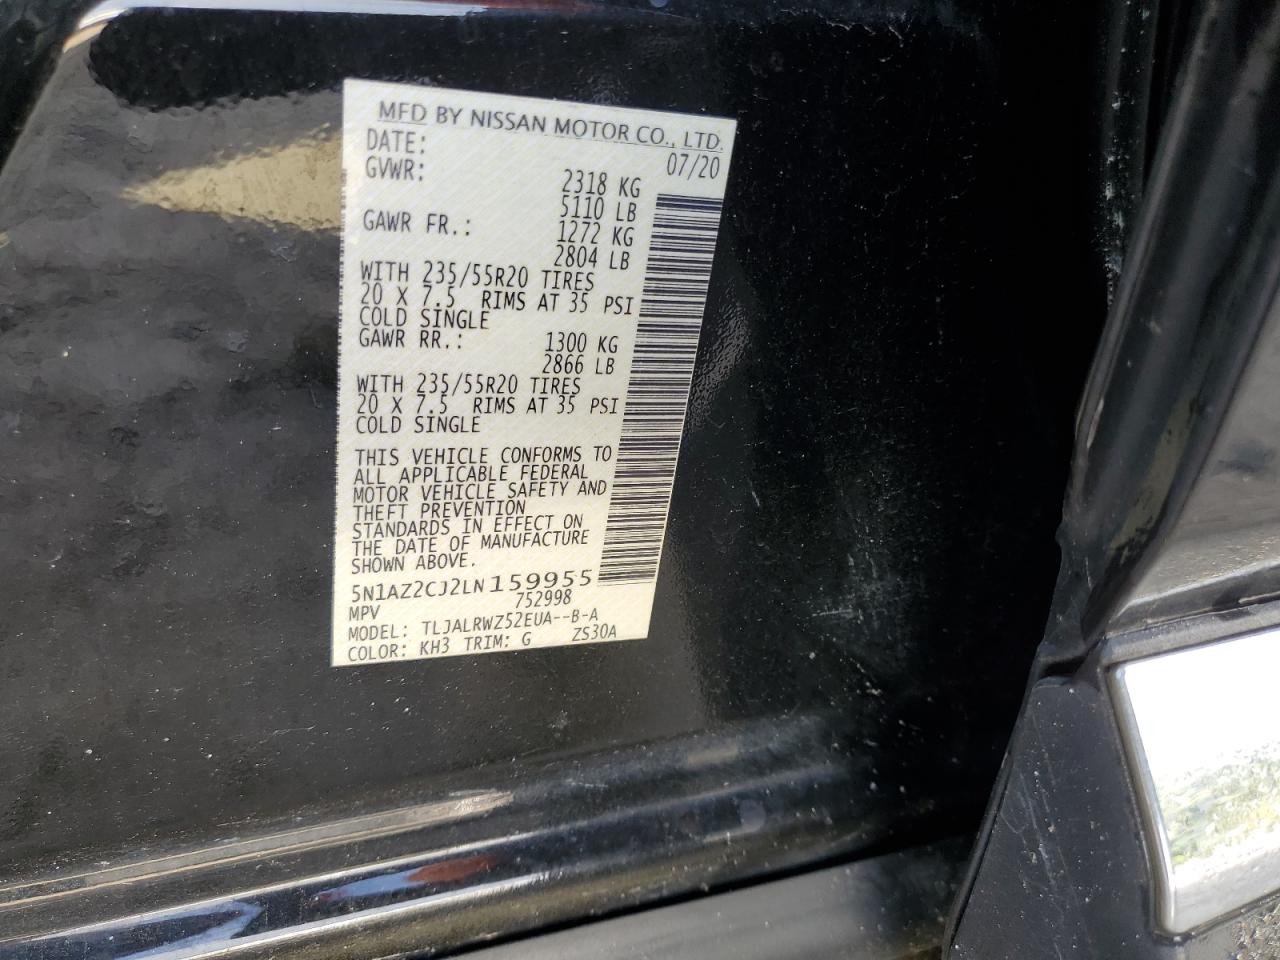 MFD BY NISSAN MOTOR CO., LTD.
DATE: 07/20
GVWR: 2318 KG
5110 LB
GAWR FR.: 1272 KG
2804 LB
WITH 235/55R20 TIRES
20 X 7.5 RIMS AT 35 PSI
COLD SINGLE
GAWR RR.: 1300 KG
2866 LB
WITH 235/55R20 TIRES
20 X 7.5 RIMS AT 35 PSI
COLD SINGLE
THIS VEHICLE CONFORMS TO
ALL APPLICABLE FEDERAL
MOTOR VEHICLE SAFETY AND
THEFT PREVENTION
STANDARDS IN EFFECT ON
THE DATE OF MANUFACTURE
SHOWN ABOVE.
5N1AZ2CJ2LN159955
MPV 752998
MODEL: TLJALRWZ52EUA--B-A
COLOR: KH3 TRIM: G ZS30A